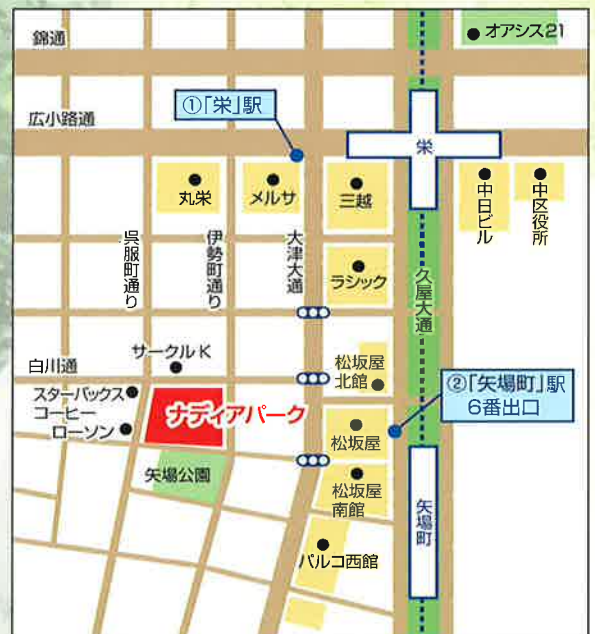 錦通
オアシス21
①「栄」駅
広小路通
栄
丸栄
メルサ
三越
中日ビル
中区役所
呉服町通り
伊勢町通り
大津大通
ラシック
久屋大通
白川通
サークルK
松坂屋
北館
②「矢場町」駅
6番出口
スターバックス
コーヒー
ローソン
ナディアパーク
松坂屋
矢場公園
松坂屋
南館
矢場町
パルコ西館